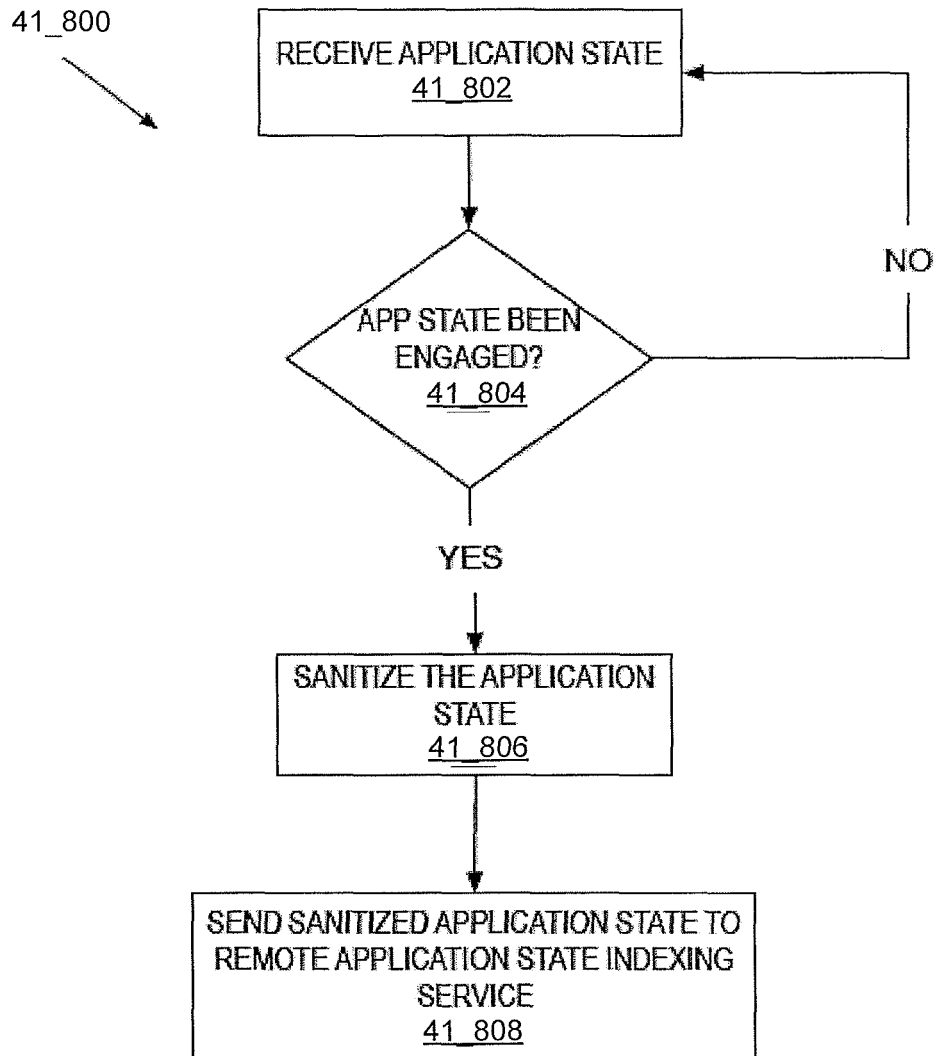 41_800
RECEIVE APPLICATION STATE
41_802
APP STATE BEEN
ENGAGED?
41_804
NO
YES
SANITIZE THE APPLICATION
STATE
41_806
SEND SANITIZED APPLICATION STATE TO
REMOTE APPLICATION STATE INDEXING
SERVICE
41_808